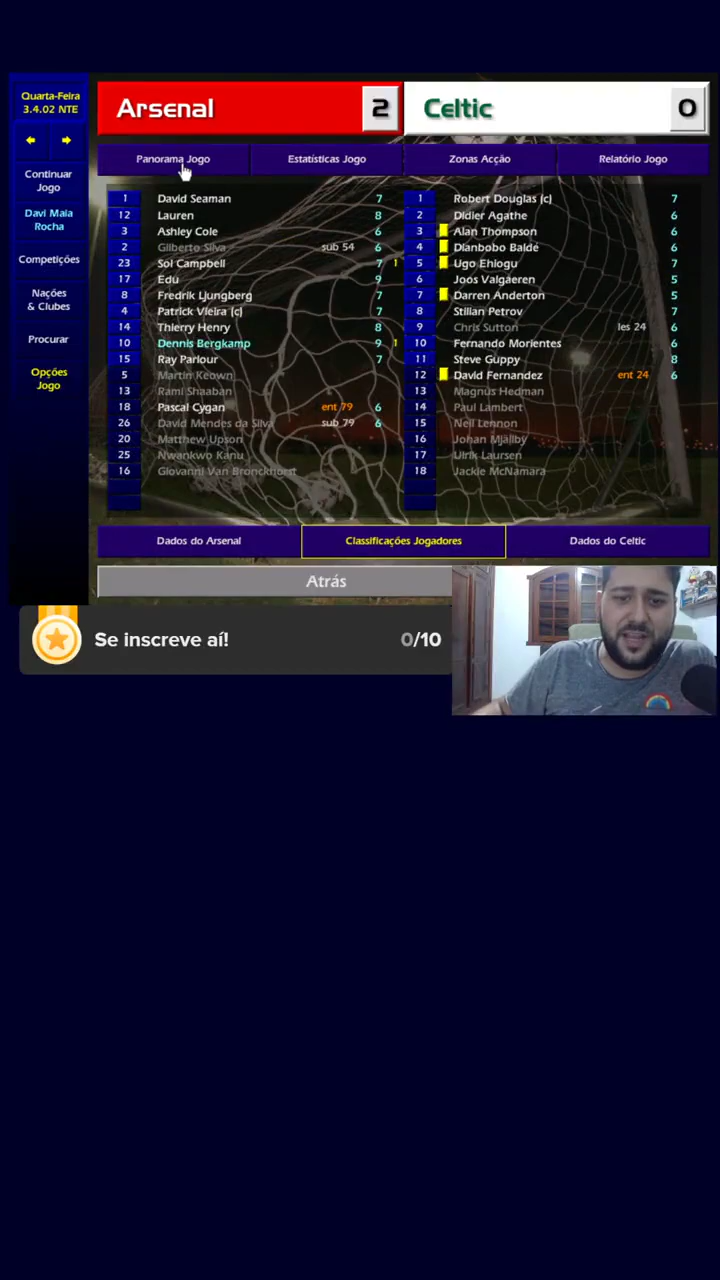 Quarta-Feira
3.4.02 NTE
Continuar
Jogo
Davi Maia
Rocha
Competições
Nações
& Clubes
Procurar
Opções
Jogo
Arsenal 2 Celtic 0
Panorama Jogo Estatísticas Jogo Zonas Acção Relatório Jogo
1 David Seaman 7 1 Robert Douglas (c) 7
12 Lauren 8 2 Didier Agathe 6
3 Ashley Cole 6 3 Alan Thompson 6
2 Gilberto Silva sub 54 6 4 Dianbobo Baldé 6
23 Sol Campbell 7 1 5 Ugo Ehiogu 7
17 Edu 9 6 Joos Valgaeren 5
8 Fredrik Ljungberg 7 7 Darren Anderton 5
4 Patrick Vieira (c) 7 8 Stilian Petrov 7
14 Thierry Henry 8 9 Chris Sutton les 24 6
10 Dennis Bergkamp 9 1 10 Fernando Morientes 6
15 Ray Parlour 7 11 Steve Guppy 8
5 Martin Keown 12 David Fernandez ent 24 6
13 Rami Shaaban 13 Magnus Hedman
18 Pascal Cygan ent 79 6 14 Paul Lambert
26 David Mendes da Silva sub 79 6 15 Neil Lennon
20 Matthew Upson 16 Johan Mjällby
25 Nwankwo Kanu 17 Ulrik Laursen
16 Giovanni Van Bronckhorst 18 Jackie McNamara
Dados do Arsenal Classificações Jogadores Dados do Celtic
Atrás
Se inscreve aí! 0/10